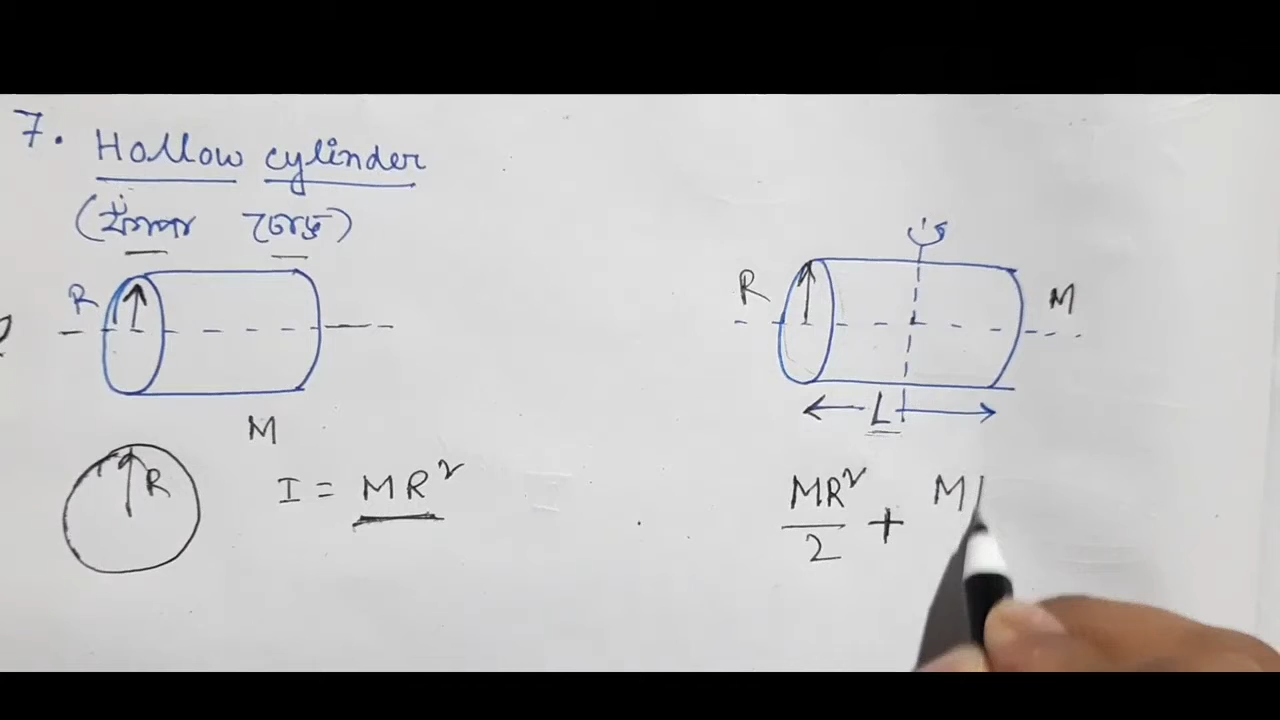 7. Hollow cylinder
R
M
R
I = MR²
R
M
L
MR²/2 + M